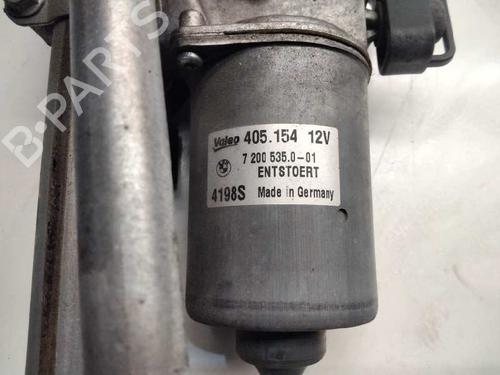 B-PARTS
Valeo 405.154 12V
7 200 535.0-01
ENTSTOERT
4198S Made in Germany